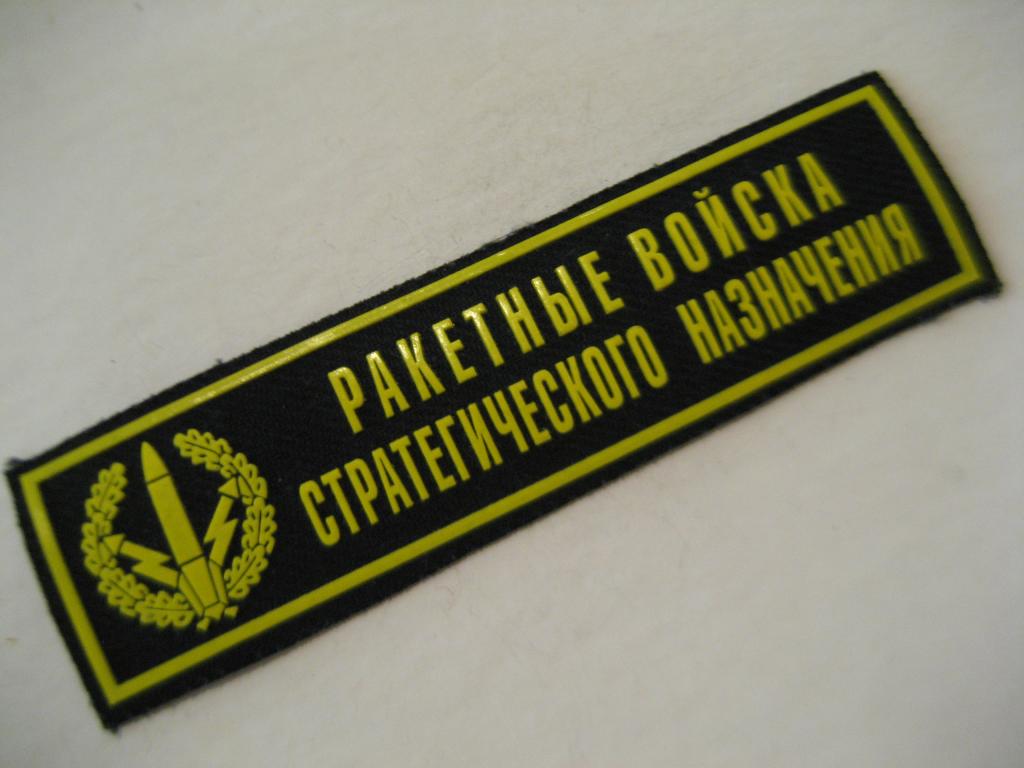 РАКЕТНЫЕ ВОЙСКА
СТРАТЕГИЧЕСКОГО НАЗНАЧЕНИЯ